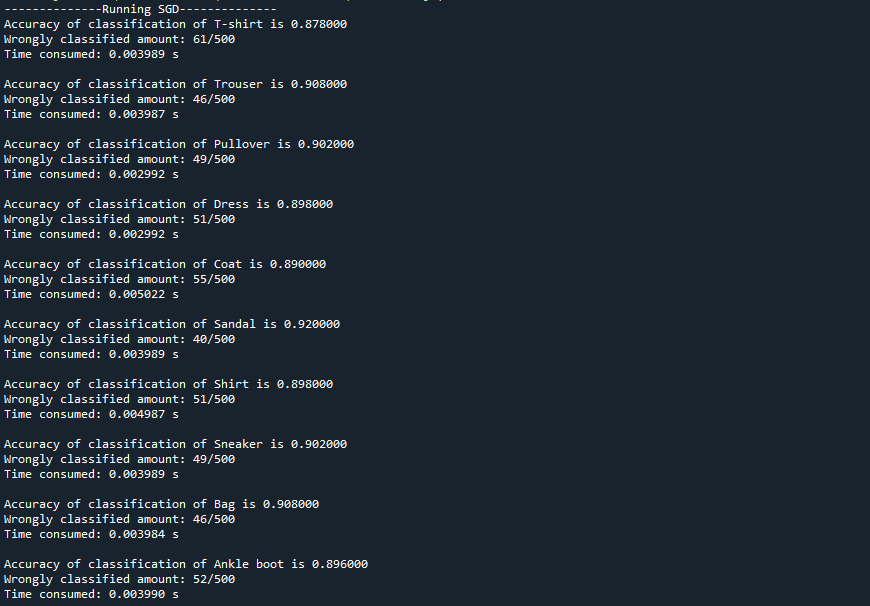 --------------Running SGD--------------
Accuracy of classification of T-shirt is 0.878000
Wrongly classified amount: 61/500
Time consumed: 0.003989 s
Accuracy of classification of Trouser is 0.908000
Wrongly classified amount: 46/500
Time consumed: 0.003987 s
Accuracy of classification of Pullover is 0.902000
Wrongly classified amount: 49/500
Time consumed: 0.002992 s
Accuracy of classification of Dress is 0.898000
Wrongly classified amount: 51/500
Time consumed: 0.002992 s
Accuracy of classification of Coat is 0.890000
Wrongly classified amount: 55/500
Time consumed: 0.005022 s
Accuracy of classification of Sandal is 0.920000
Wrongly classified amount: 40/500
Time consumed: 0.003989 s
Accuracy of classification of Shirt is 0.898000
Wrongly classified amount: 51/500
Time consumed: 0.004987 s
Accuracy of classification of Sneaker is 0.902000
Wrongly classified amount: 49/500
Time consumed: 0.003989 s
Accuracy of classification of Bag is 0.908000
Wrongly classified amount: 46/500
Time consumed: 0.003984 s
Accuracy of classification of Ankle boot is 0.896000
Wrongly classified amount: 52/500
Time consumed: 0.003990 s